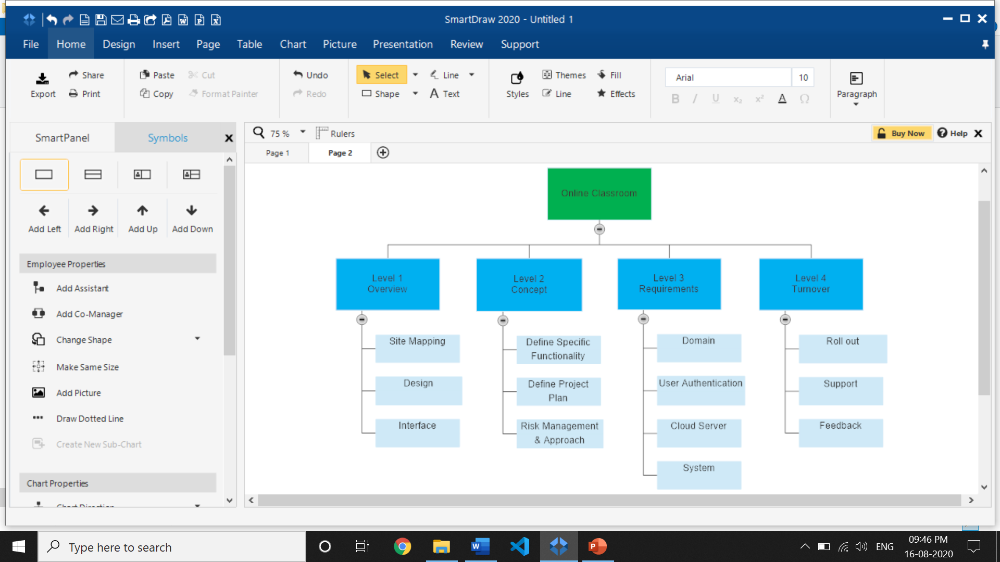 SmartDraw 2020 - Untitled 1
File Home Design Insert Page Table Chart Picture Presentation Review Support
Export
Share
Print
Paste
Copy
Cut
Format Painter
Undo
Redo
Select
Shape
Line
Text
Styles
Themes
Line
Fill
Effects
Arial 10
B I U x₂ x² A Ω
Paragraph
SmartPanel Symbols
75 % Rulers
Buy Now Help
Page 1 Page 2
Add Left Add Right Add Up Add Down
Employee Properties
Add Assistant
Add Co-Manager
Change Shape
Make Same Size
Add Picture
Draw Dotted Line
Create New Sub-Chart
Chart Properties
Chart Direction
Online Classroom
Level 1
Overview
Site Mapping
Design
Interface
Level 2
Concept
Define Specific
Functionality
Define Project
Plan
Risk Management
& Approach
Level 3
Requirements
Domain
User Authentication
Cloud Server
System
Level 4
Turnover
Roll out
Support
Feedback
Type here to search
ENG
09:46 PM
16-08-2020